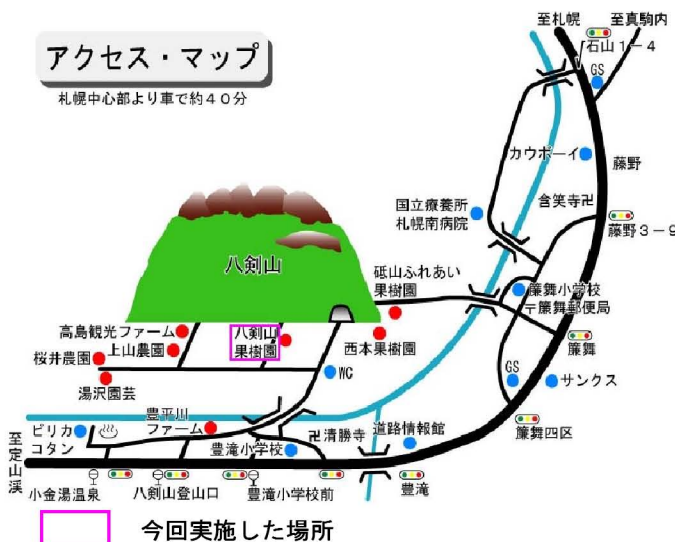 アクセス・マップ
札幌中心部より車で約40分
至札幌
至真駒内
石山1-4
GS
カウボーイ
藤野
国立療養所
札幌南病院
含笑寺卍
藤野3-9
八剣山
砥山ふれあい
果樹園
簾舞小学校
〒簾舞郵便局
高島観光ファーム
上山農園
八剣山
果樹園
西本果樹園
簾舞
桜井農園
湯沢園芸
WC
GS
サンクス
豊平川
ファーム
簾舞四区
ピリカ
コタン
至定山渓
豊滝小学校
卍清勝寺
道路情報館
小金湯温泉
八剣山登山口
豊滝小学校前
豊滝
今回実施した場所